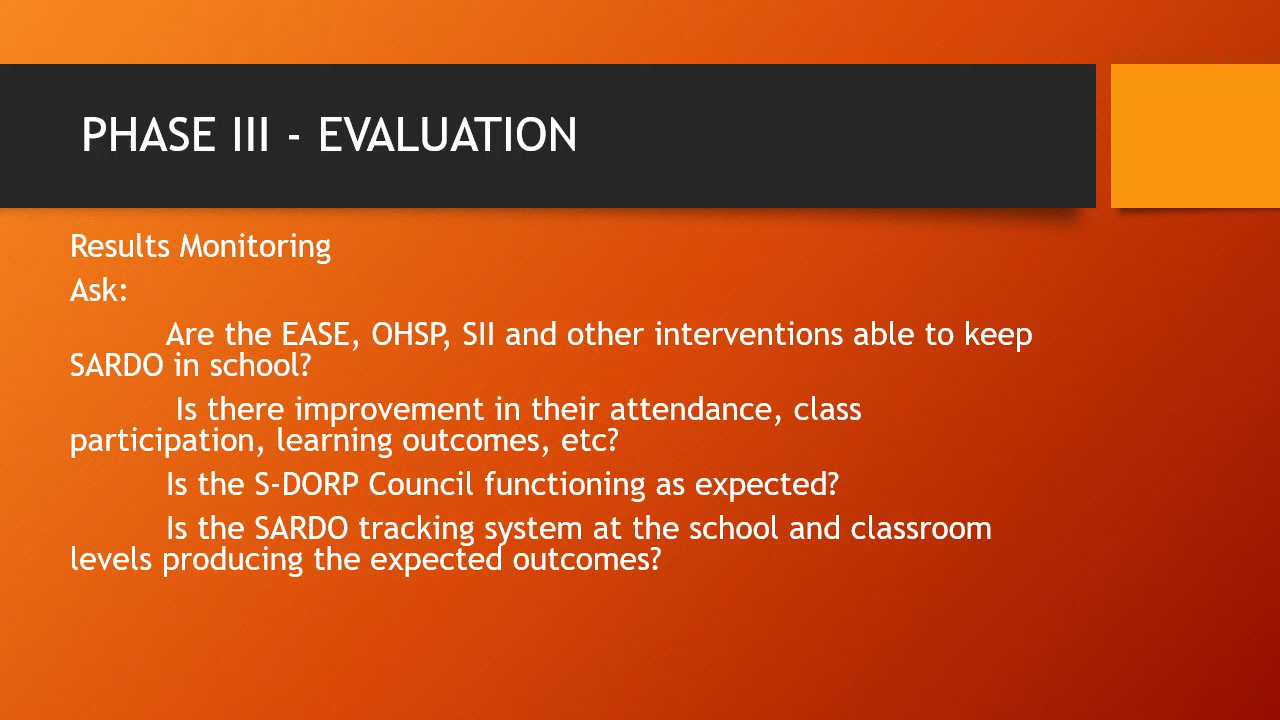 PHASE III - EVALUATION
Results Monitoring
Ask:
Are the EASE, OHSP, SII and other interventions able to keep
SARDO in school?
Is there improvement in their attendance, class
participation, learning outcomes, etc?
Is the S-DORP Council functioning as expected?
Is the SARDO tracking system at the school and classroom
levels producing the expected outcomes?